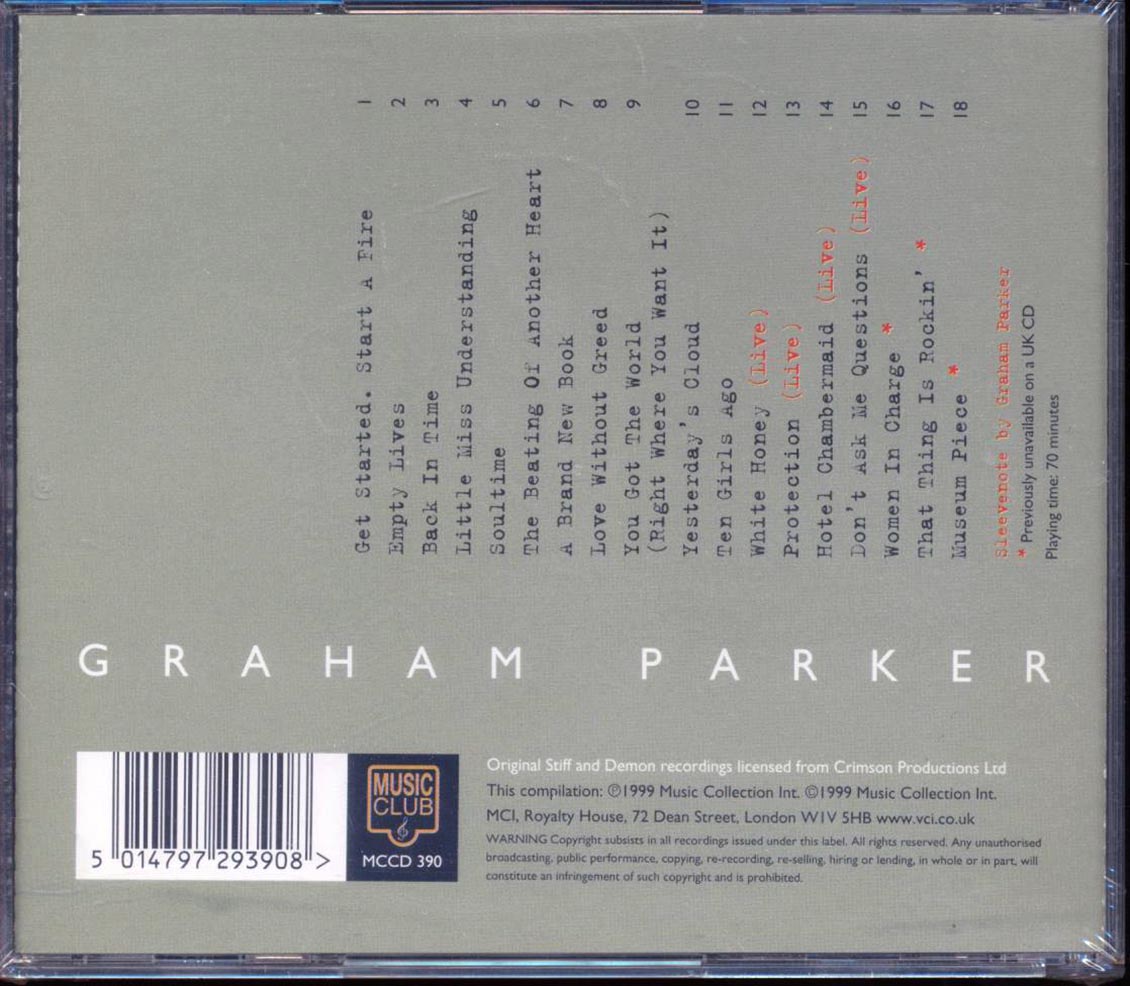 1 Get Started. Start A Fire
2 Empty Lives
3 Back In Time
4 Little Miss Understanding
5 Soultime
6 The Beating Of Another Heart
7 A Brand New Book
8 Love Without Greed
9 You Got The World
(Right Where You Want It)
10 Yesterday's Cloud
11 Ten Girls Ago
12 White Honey (Live)
13 Protection (Live)
14 Hotel Chambermaid (Live)
15 Don't Ask Me Questions (Live)
16 Women In Charge *
17 That Thing Is Rockin' *
18 Museum Piece *
Sleevenote by Graham Parker
* Previously unavailable on a UK CD
Playing time: 70 minutes
GRAHAM PARKER
5 014797 293908 >
MUSIC
CLUB
MCCD 390
Original Stiff and Demon recordings licensed from Crimson Productions Ltd
This compilation: ℗1999 Music Collection Int. ©1999 Music Collection Int.
MCI, Royalty House, 72 Dean Street, London W1V 5HB www.vci.co.uk
WARNING Copyright subsists in all recordings issued under this label. All rights reserved. Any unauthorised
broadcasting, public performance, copying, re-recording, re-selling, hiring or lending, in whole or in part, will
constitute an infringement of such copyright and is prohibited.